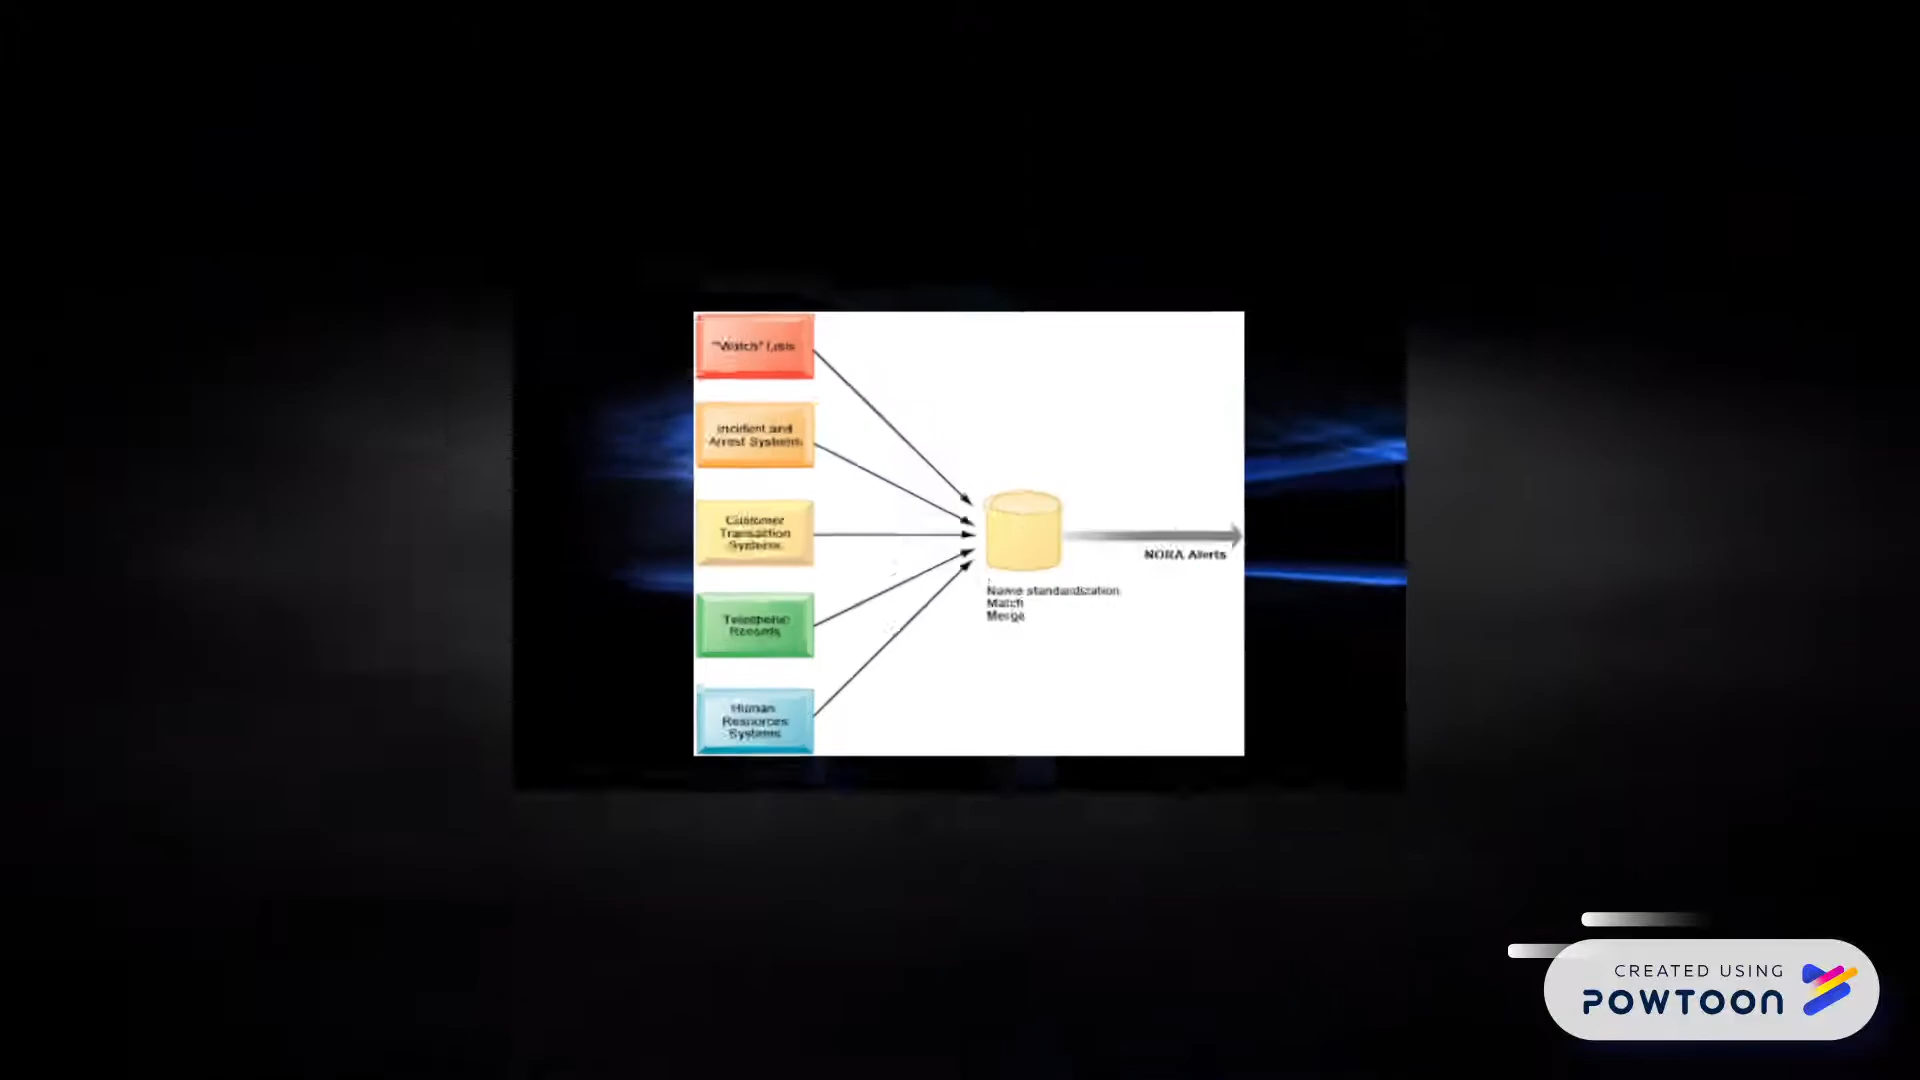 "Watch" Lists
Incident and
Arrest Systems
Customer
Transaction
Systems
Telephone
Records
Human
Resources
Systems
NORA Alerts
Name standardization
Match
Merge
CREATED USING
POWTOON